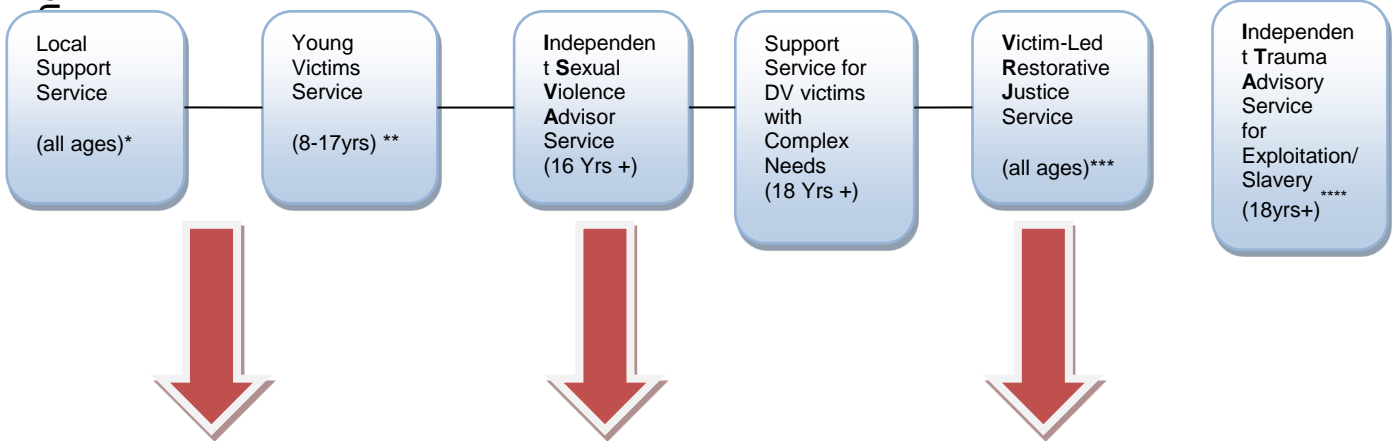 Local
Support
Service
(all ages)*
Young
Victims
Service
(8-17yrs) **
Independen
t Sexual
Violence
Advisor
Service
(16 Yrs +)
Support
Service for
DV victims
with
Complex
Needs
(18 Yrs +)
Victim-Led
Restorative
Justice
Service
(all ages)***
Independen
t Trauma
Advisory
Service
for
Exploitation/
Slavery ****
(18yrs+)